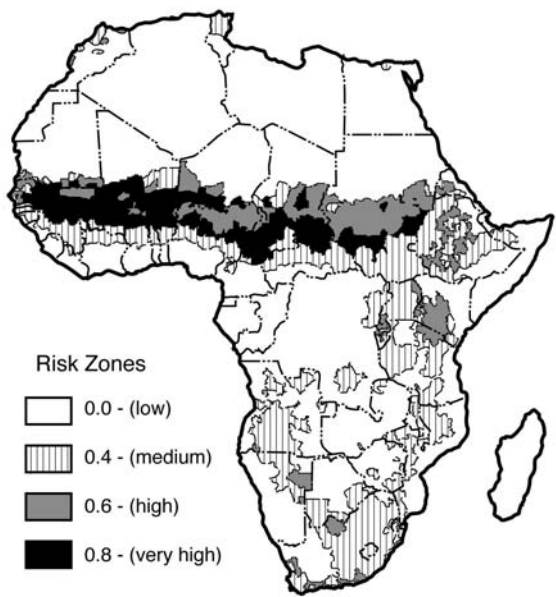 Risk Zones
0.0 - (low)
0.4 - (medium)
0.6 - (high)
0.8 - (very high)